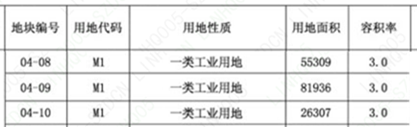 地块编号 用地代码 用地性质 用地面积 容积率
04-08 M1 一类工业用地 55309 3.0
04-09 M1 一类工业用地 81936 3.0
04-10 M1 一类工业用地 26307 3.0